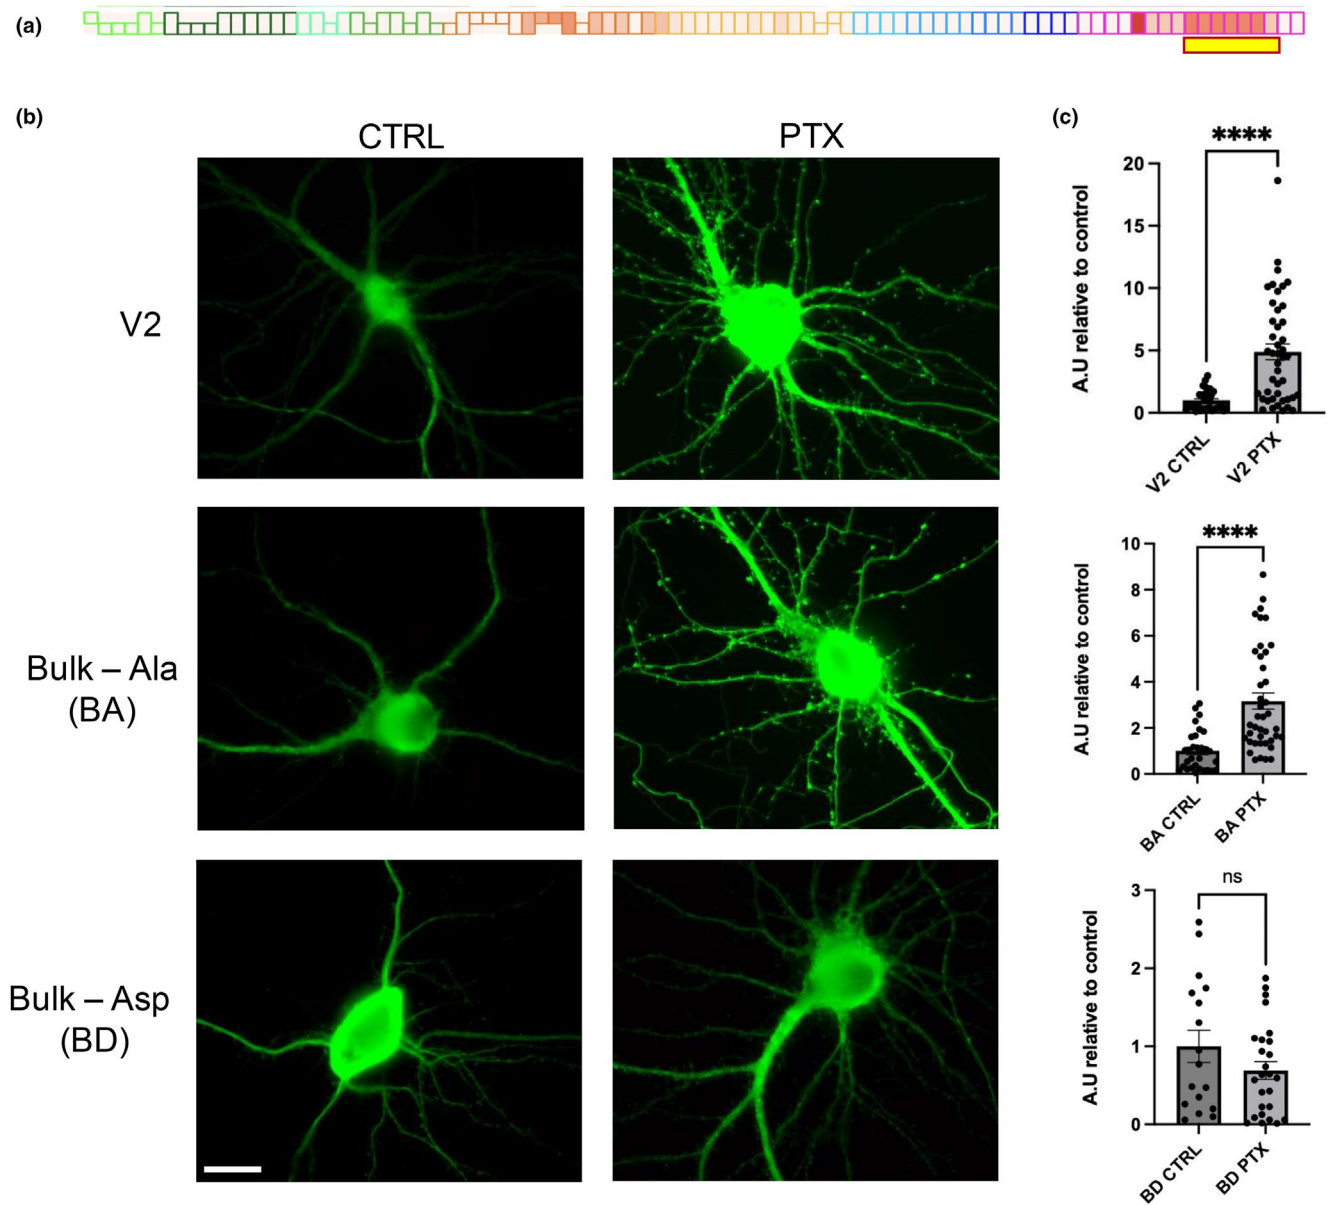 (a)
(b)
CTRL
PTX
(c)
V2
Bulk – Ala
(BA)
Bulk – Asp
(BD)
****
A.U relative to control
20
15
10
5
0
V2 CTRL
V2 PTX
****
A.U relative to control
10
8
6
4
2
0
BA CTRL
BA PTX
ns
A.U relative to control
3
2
1
0
BD CTRL
BD PTX